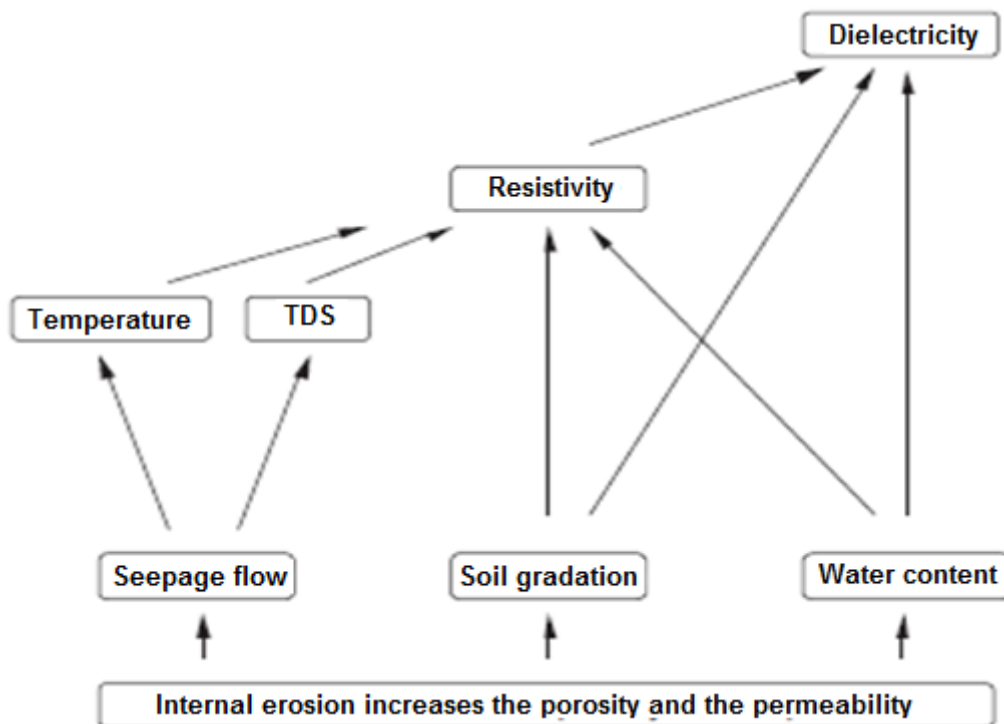 Dielectricity
Resistivity
Temperature
TDS
Seepage flow
Soil gradation
Water content
Internal erosion increases the porosity and the permeability